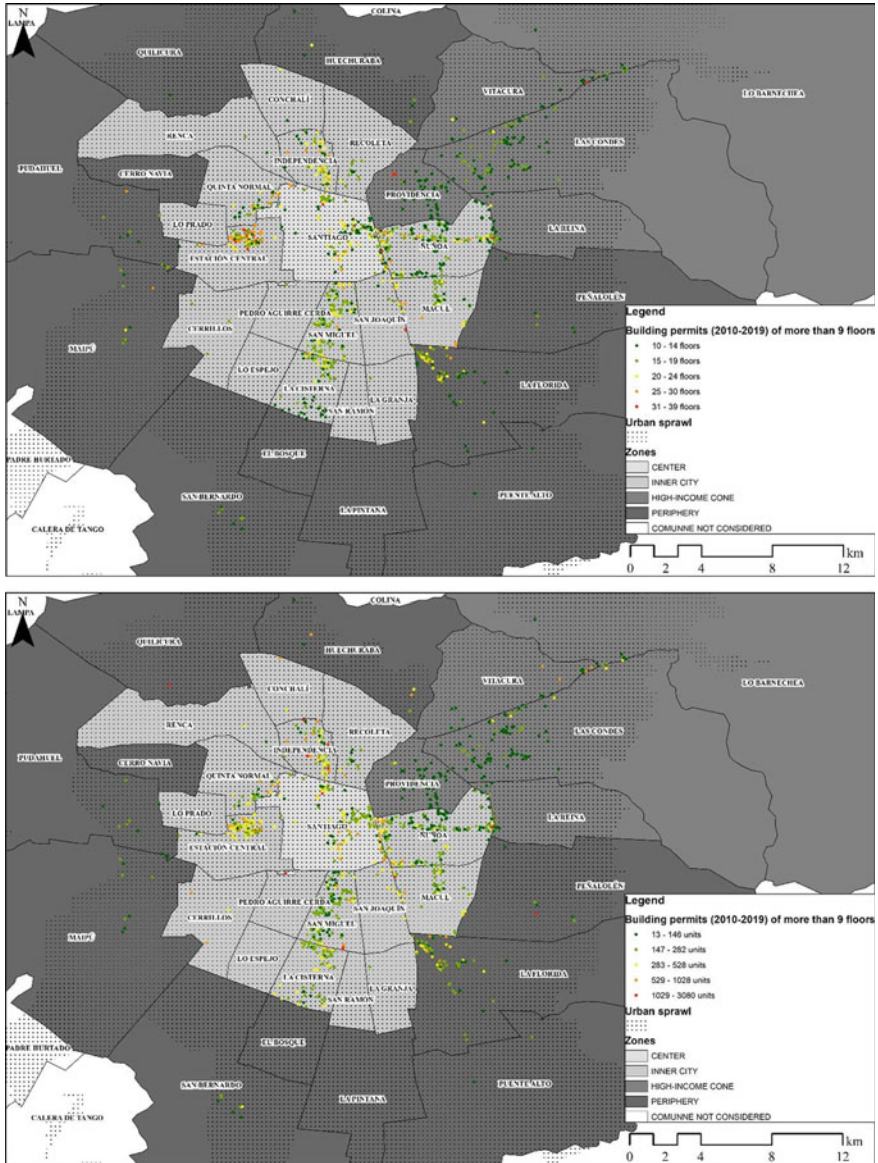 N
LAMPA
COLINA
QUILICURA
HUECHURABA
CONCHALÍ
VITACURA
LO BARNECHEA
RENCA
RECOLETA
LAS CONDES
INDEPENDENCIA
PUDAHUEL
CERRO NAVIA
QUINTA NORMAL
PROVIDENCIA
LO PRADO
SANTIAGO
ÑUÑOA
LA REINA
ESTACIÓN CENTRAL
PEÑALOLÉN
MACUL
PEDRO AGUIRRE CERDA
SAN JOAQUÍN
CERRILLOS
SAN MIGUEL
MAIPÚ
LO ESPEJO
LA CISTERNA
LA GRANJA
LA FLORIDA
SAN RAMÓN
EL BOSQUE
PADRE HURTADO
SAN BERNARDO
LA PINTANA
PUENTE ALTO
CALERA DE TANGO
Legend
Building permits (2010-2019) of more than 9 floors
10 - 14 floors
15 - 19 floors
20 - 24 floors
25 - 30 floors
31 - 39 floors
Urban sprawl
Zones
CENTER
INNER CITY
HIGH-INCOME CONE
PERIPHERY
COMUNNE NOT CONSIDERED
km
0 2 4 8 12
N
LAMPA
COLINA
QUILICURA
HUECHURABA
CONCHALÍ
VITACURA
LO BARNECHEA
RENCA
RECOLETA
LAS CONDES
INDEPENDENCIA
PUDAHUEL
CERRO NAVIA
QUINTA NORMAL
PROVIDENCIA
LO PRADO
SANTIAGO
ÑUÑOA
LA REINA
ESTACIÓN CENTRAL
PEÑALOLÉN
MACUL
PEDRO AGUIRRE CERDA
SAN JOAQUÍN
CERRILLOS
SAN MIGUEL
MAIPÚ
LO ESPEJO
LA CISTERNA
LA GRANJA
LA FLORIDA
SAN RAMÓN
EL BOSQUE
PADRE HURTADO
SAN BERNARDO
LA PINTANA
PUENTE ALTO
CALERA DE TANGO
Legend
Building permits (2010-2019) of more than 9 floors
13 - 146 units
147 - 282 units
283 - 528 units
529 - 1028 units
1029 - 3080 units
Urban sprawl
Zones
CENTER
INNER CITY
HIGH-INCOME CONE
PERIPHERY
COMUNNE NOT CONSIDERED
km
0 2 4 8 12